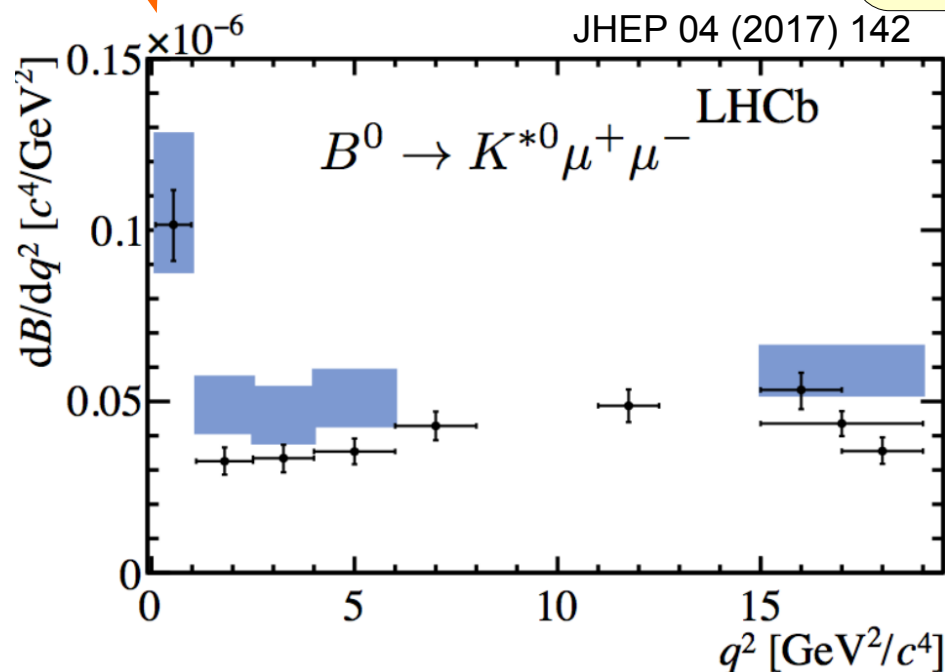 JHEP 04 (2017) 142
×10⁻⁶
LHCb
B⁰ → K*⁰μ⁺μ⁻
dB/dq² [c⁴/GeV²]
0.15
0.1
0.05
0
0 5 10 15
q² [GeV²/c⁴]